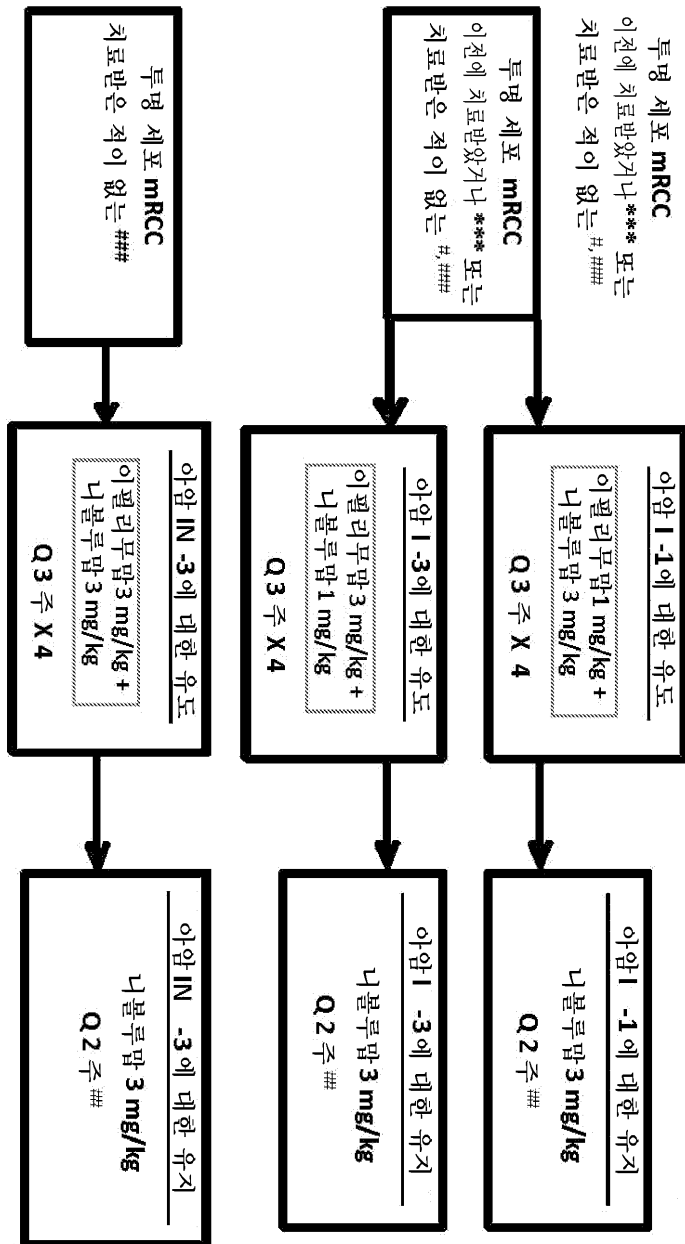 투명 세포 mRCC
이전에 치료받았거나 *** 또는
치료받은 적이 없는 #,###
투명 세포 mRCC
이전에 치료받았거나 *** 또는
치료받은 적이 없는 #,###
아암 I -1에 대한 유도
이필리무맙1 mg/kg +
니볼루맙 3 mg/kg
Q 3 주 X 4
아암 I -1에 대한 유지
니볼루맙 3 mg/kg
Q 2 주 ##
아암 I -3에 대한 유도
이필리무맙 3 mg/kg +
니볼루맙 1 mg/kg
Q 3 주 X 4
아암 I -3에 대한 유지
니볼루맙 3 mg/kg
Q 2 주 ##
투명 세포 mRCC
치료받은 적이 없는 ###
아암 IN -3에 대한 유도
이필리무맙3 mg/kg +
니볼루맙 3 mg/kg
Q 3 주 X 4
아암 IN -3에 대한 유지
니볼루맙 3 mg/kg
Q 2 주 ##